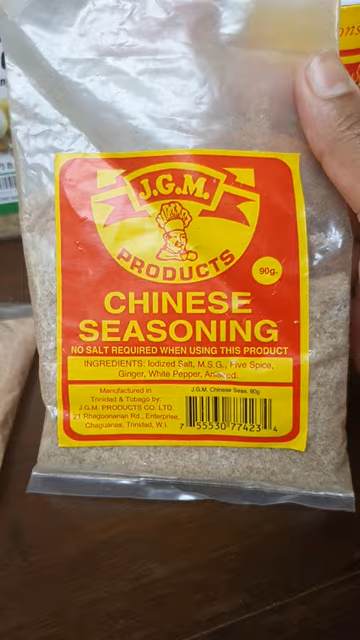 J.G.M.
PRODUCTS
90g.
CHINESE
SEASONING
NO SALT REQUIRED WHEN USING THIS PRODUCT
INGREDIENTS: Iodized Salt, M.S.G., Five Spice,
Ginger, White Pepper, Aniseed.
Manufactured in
Trinidad & Tobago by:
J.G.M. PRODUCTS CO. LTD.
21 Raghoonanan Rd., Enterprise,
Chaguanas, Trinidad, W.I.
J.G.M. Chinese Seas. 90g
7 55530 77423 4